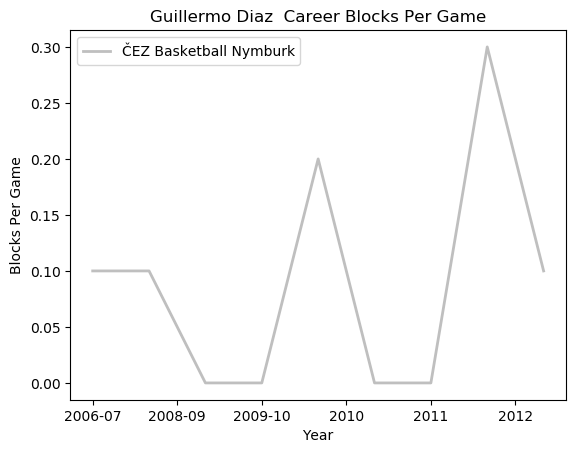 Guillermo Diaz  Career Blocks Per Game
ČEZ Basketball Nymburk
0.30
0.25
0.20
0.15
0.10
0.05
0.00
Blocks Per Game
2006-07 2008-09 2009-10 2010 2011 2012
Year